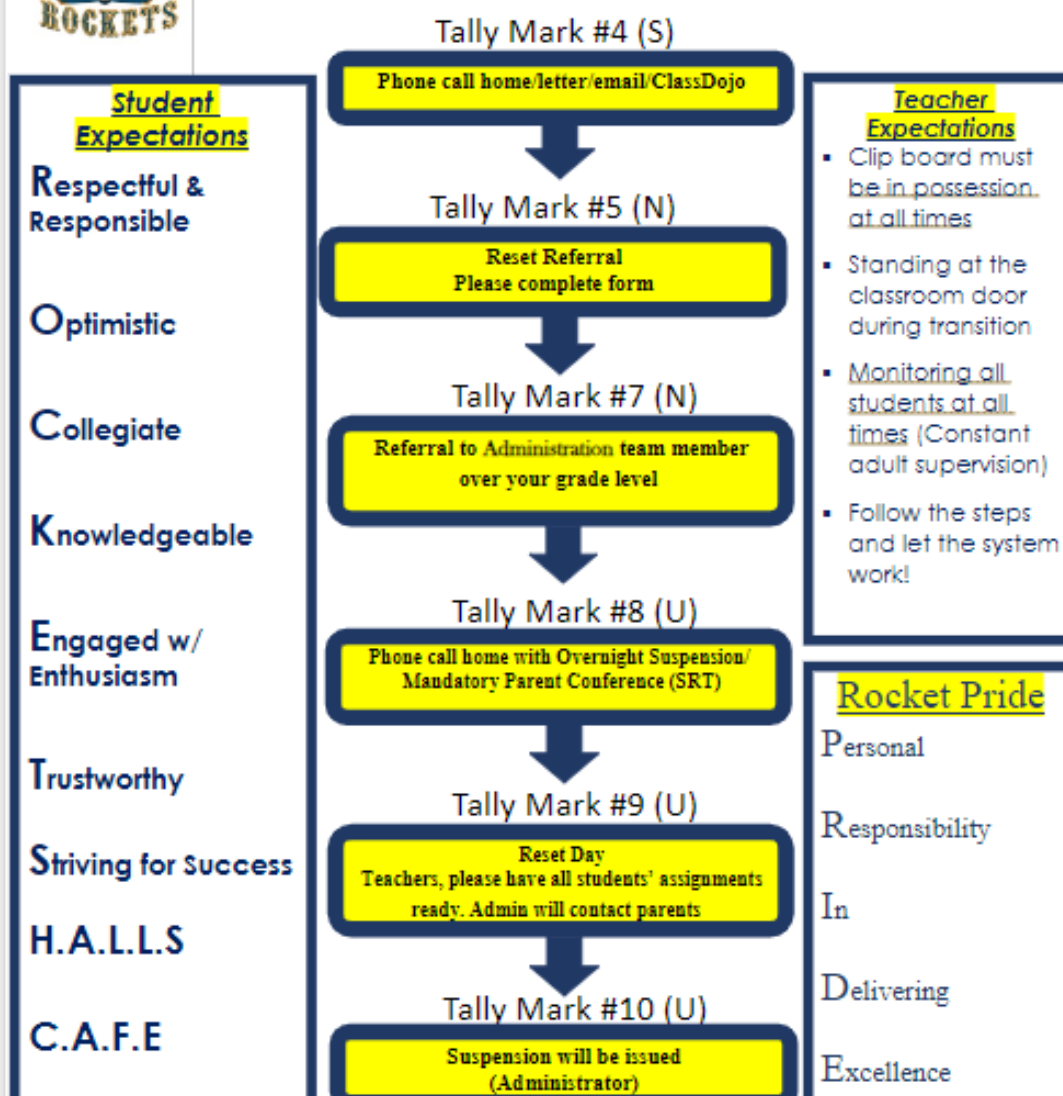 ROCKETS
Student
Expectations
Respectful &
Responsible
Optimistic
Collegiate
Knowledgeable
Engaged w/
Enthusiasm
Trustworthy
Striving for Success
H.A.L.L.S
C.A.F.E
Tally Mark #4 (S)
Phone call home/letter/email/ClassDojo
Tally Mark #5 (N)
Reset Referral
Please complete form
Tally Mark #7 (N)
Referral to Administration team member
over your grade level
Tally Mark #8 (U)
Phone call home with Overnight Suspension/
Mandatory Parent Conference (SRT)
Tally Mark #9 (U)
Reset Day
Teachers, please have all students’ assignments
ready. Admin will contact parents
Tally Mark #10 (U)
Suspension will be issued
(Administrator)
Teacher
Expectations
▪ Clip board must
be in possession
at all times
▪ Standing at the
classroom door
during transition
▪ Monitoring all
students at all
times (Constant
adult supervision)
▪ Follow the steps
and let the system
work!
Rocket Pride
Personal
Responsibility
In
Delivering
Excellence